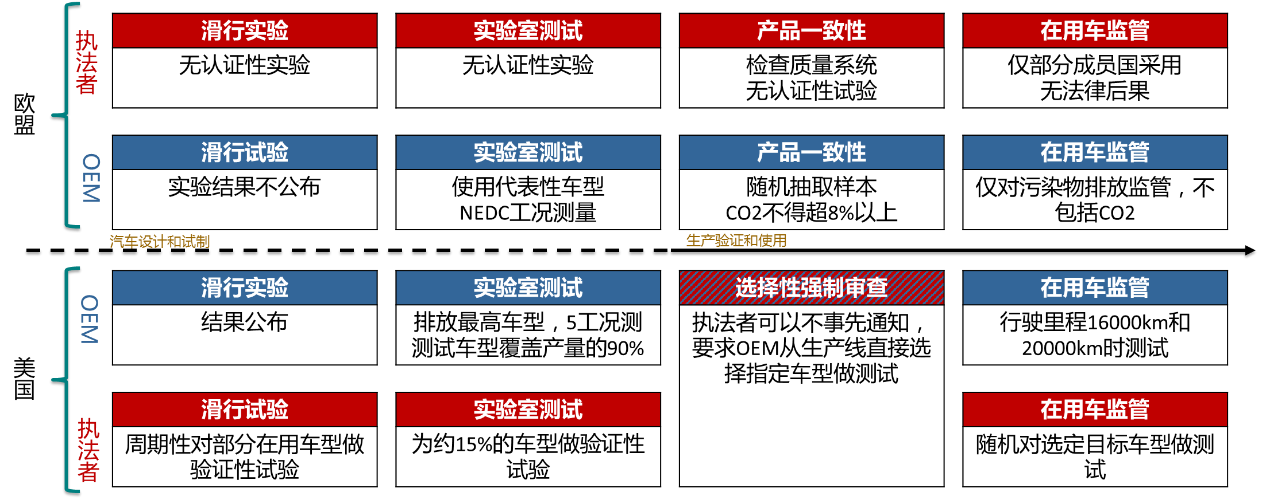 欧盟
执法者
滑行实验
无认证性实验
实验室测试
无认证性实验
产品一致性
检查质量系统
无认证性试验
在用车监管
仅部分成员国采用
无法律后果
OEM
滑行试验
实验结果不公布
实验室测试
使用代表性车型
NEDC工况测量
产品一致性
随机抽取样本
CO2不得超8%以上
在用车监管
仅对污染物排放监管，不
包括CO2
汽车设计和试制
生产验证和使用
美国
OEM
滑行实验
结果公布
实验室测试
排放最高车型，5工况测
测试车型覆盖产量的90%
选择性强制审查
执法者可以不事先通知，
要求OEM从生产线直接选
择指定车型做测试
在用车监管
行驶里程16000km和
20000km时测试
执法者
滑行试验
周期性对部分在用车型做
验证性试验
实验室测试
为约15%的车型做验证性
试验
在用车监管
随机对选定目标车型做测
试